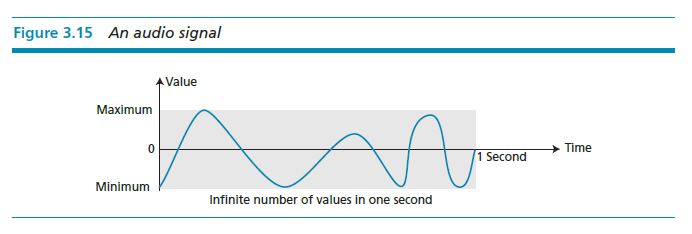 Figure 3.15 An audio signal
Value
Maximum
0
Time
1 Second
Minimum
Infinite number of values in one second